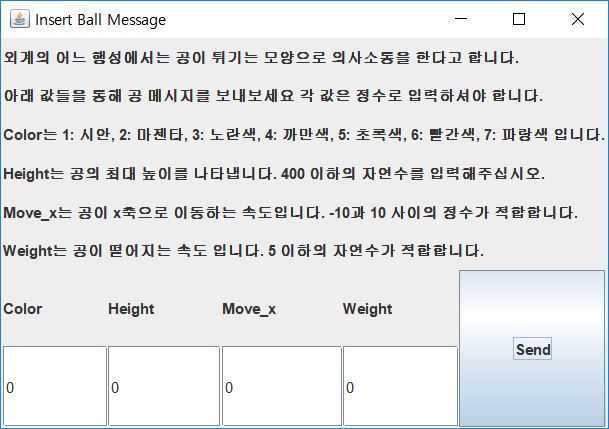 Insert Ball Message
외계의 어느 행성에서는 공이 튀기는 모양으로 의사소통을 한다고 합니다.
아래 값들을 통해 공 메시지를 보내보세요 각 값은 정수로 입력하셔야 합니다.
Color는 1: 시안, 2: 마젠타, 3: 노란색, 4: 까만색, 5: 초록색, 6: 빨간색, 7: 파랑색 입니다.
Height는 공의 최대 높이를 나타냅니다. 400 이하의 자연수를 입력해주십시오.
Move_x는 공이 x축으로 이동하는 속도입니다. -10과 10 사이의 정수가 적합합니다.
Weight는 공이 떨어지는 속도 입니다. 5 이하의 자연수가 적합합니다.
Color Height Move_x Weight
Send
0 0 0 0